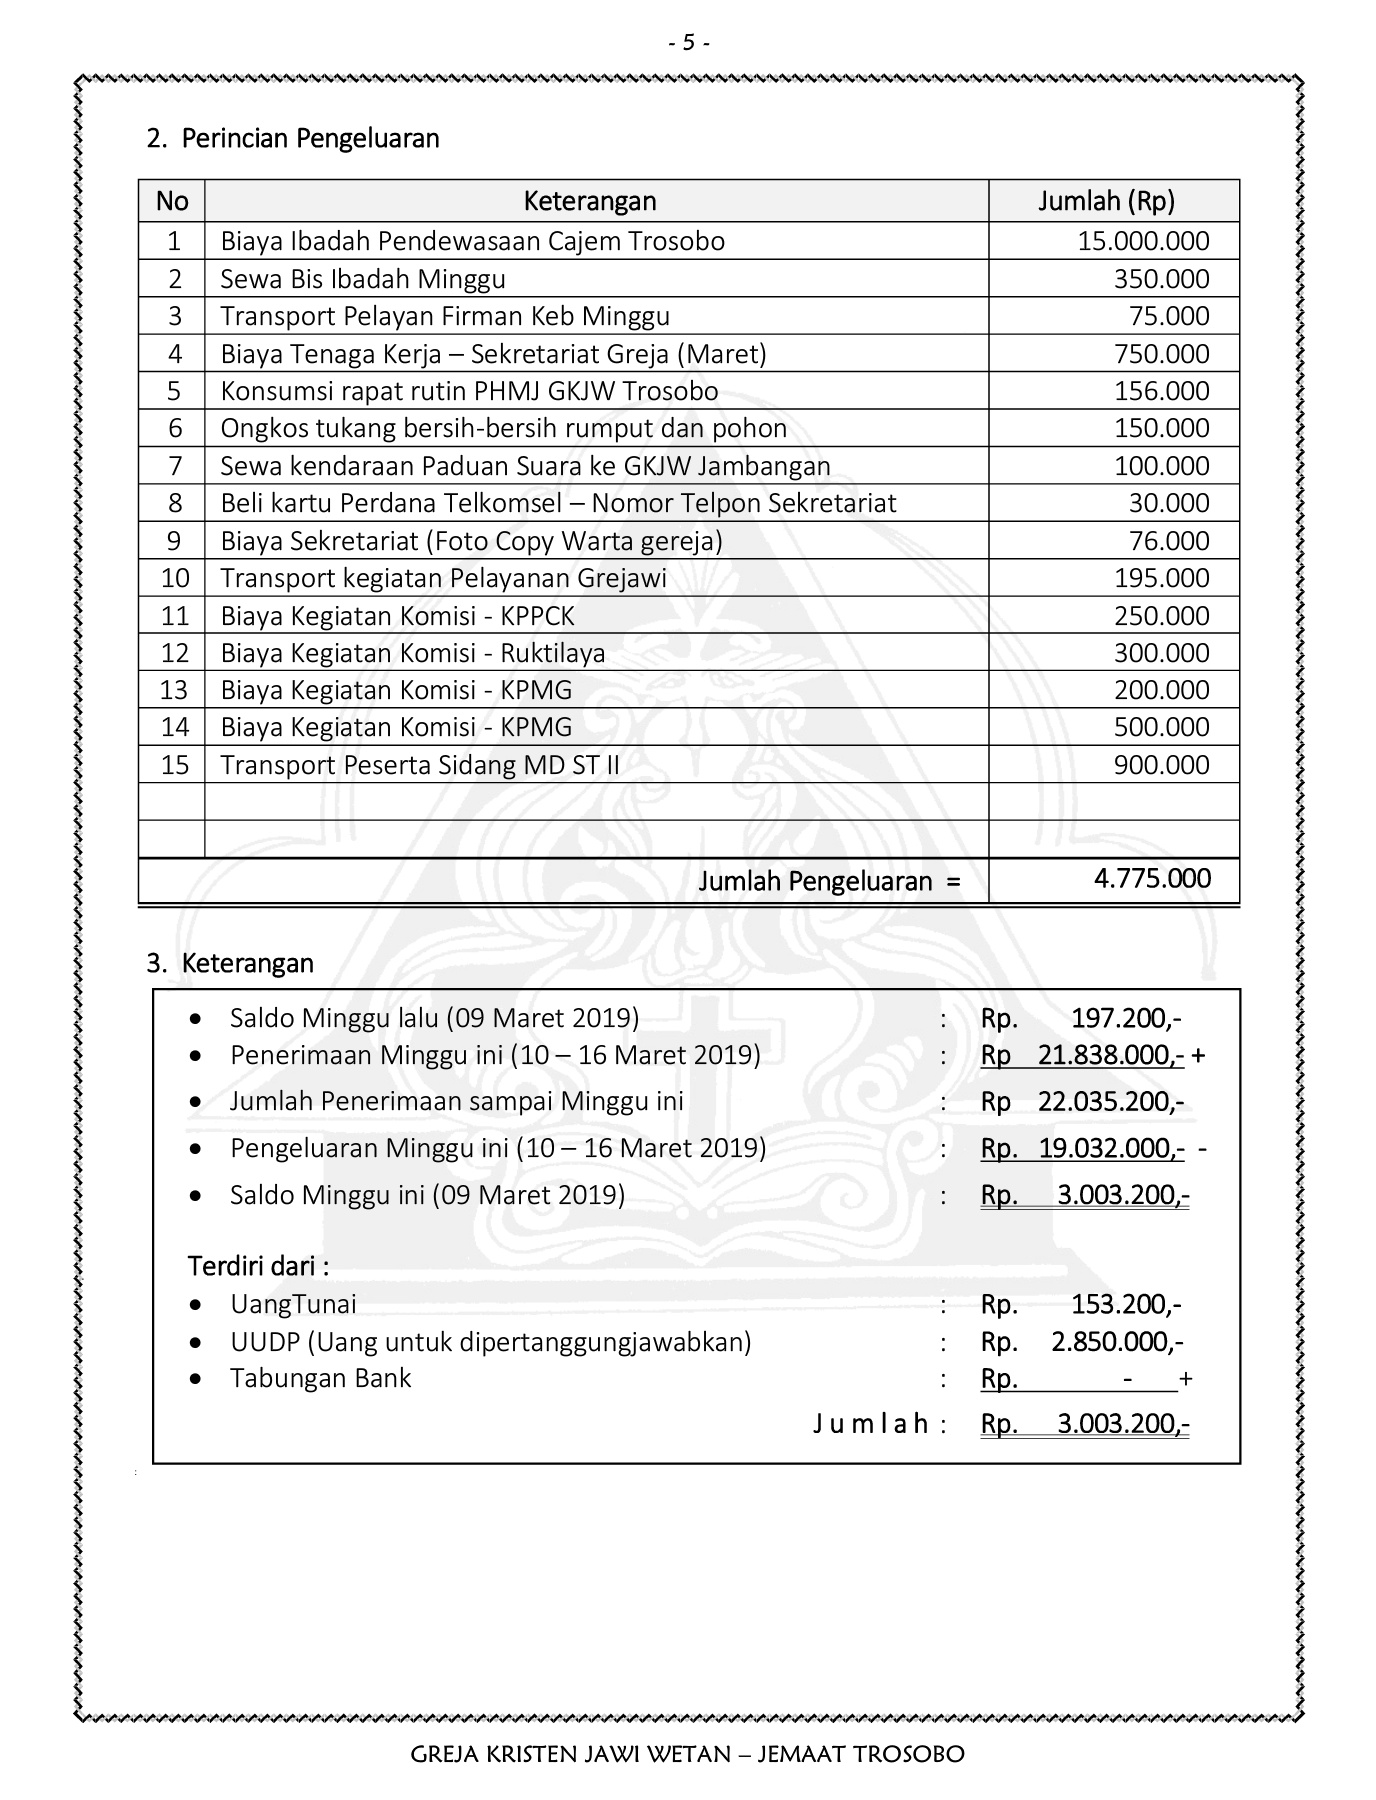 - 5 -
2. Perincian Pengeluaran
No Keterangan Jumlah (Rp)
1 Biaya Ibadah Pendewasaan Cajem Trosobo 15.000.000
2 Sewa Bis Ibadah Minggu 350.000
3 Transport Pelayan Firman Keb Minggu 75.000
4 Biaya Tenaga Kerja – Sekretariat Greja (Maret) 750.000
5 Konsumsi rapat rutin PHMJ GKJW Trosobo 156.000
6 Ongkos tukang bersih-bersih rumput dan pohon 150.000
7 Sewa kendaraan Paduan Suara ke GKJW Jambangan 100.000
8 Beli kartu Perdana Telkomsel – Nomor Telpon Sekretariat 30.000
9 Biaya Sekretariat (Foto Copy Warta gereja) 76.000
10 Transport kegiatan Pelayanan Grejawi 195.000
11 Biaya Kegiatan Komisi - KPPCK 250.000
12 Biaya Kegiatan Komisi - Ruktilaya 300.000
13 Biaya Kegiatan Komisi - KPMG 200.000
14 Biaya Kegiatan Komisi - KPMG 500.000
15 Transport Peserta Sidang MD ST II 900.000
Jumlah Pengeluaran = 4.775.000
3. Keterangan
• Saldo Minggu lalu (09 Maret 2019) : Rp. 197.200,-
• Penerimaan Minggu ini (10 – 16 Maret 2019) : Rp 21.838.000,- +
• Jumlah Penerimaan sampai Minggu ini : Rp 22.035.200,-
• Pengeluaran Minggu ini (10 – 16 Maret 2019) : Rp. 19.032.000,- -
• Saldo Minggu ini (09 Maret 2019) : Rp. 3.003.200,-
Terdiri dari :
• UangTunai : Rp. 153.200,-
• UUDP (Uang untuk dipertanggungjawabkan) : Rp. 2.850.000,-
• Tabungan Bank : Rp. - +
J u m l a h : Rp. 3.003.200,-
:
GREJA KRISTEN JAWI WETAN – JEMAAT TROSOBO